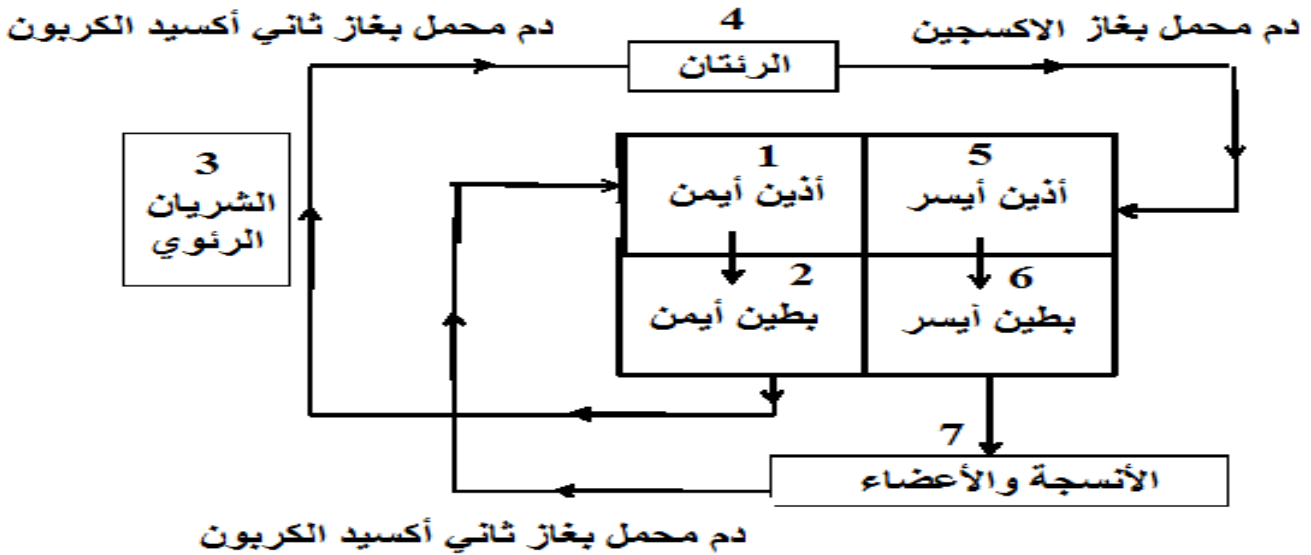 4
دم محمل بغاز ثاني أكسيد الكربون
دم محمل بغاز الاكسجين
الرئتان
3
الشريان
الرئوي
1
أذين أيمن
5
أذين أيسر
2
بطين أيمن
6
بطين أيسر
7
الأنسجة والأعضاء
دم محمل بغاز ثاني أكسيد الكربون